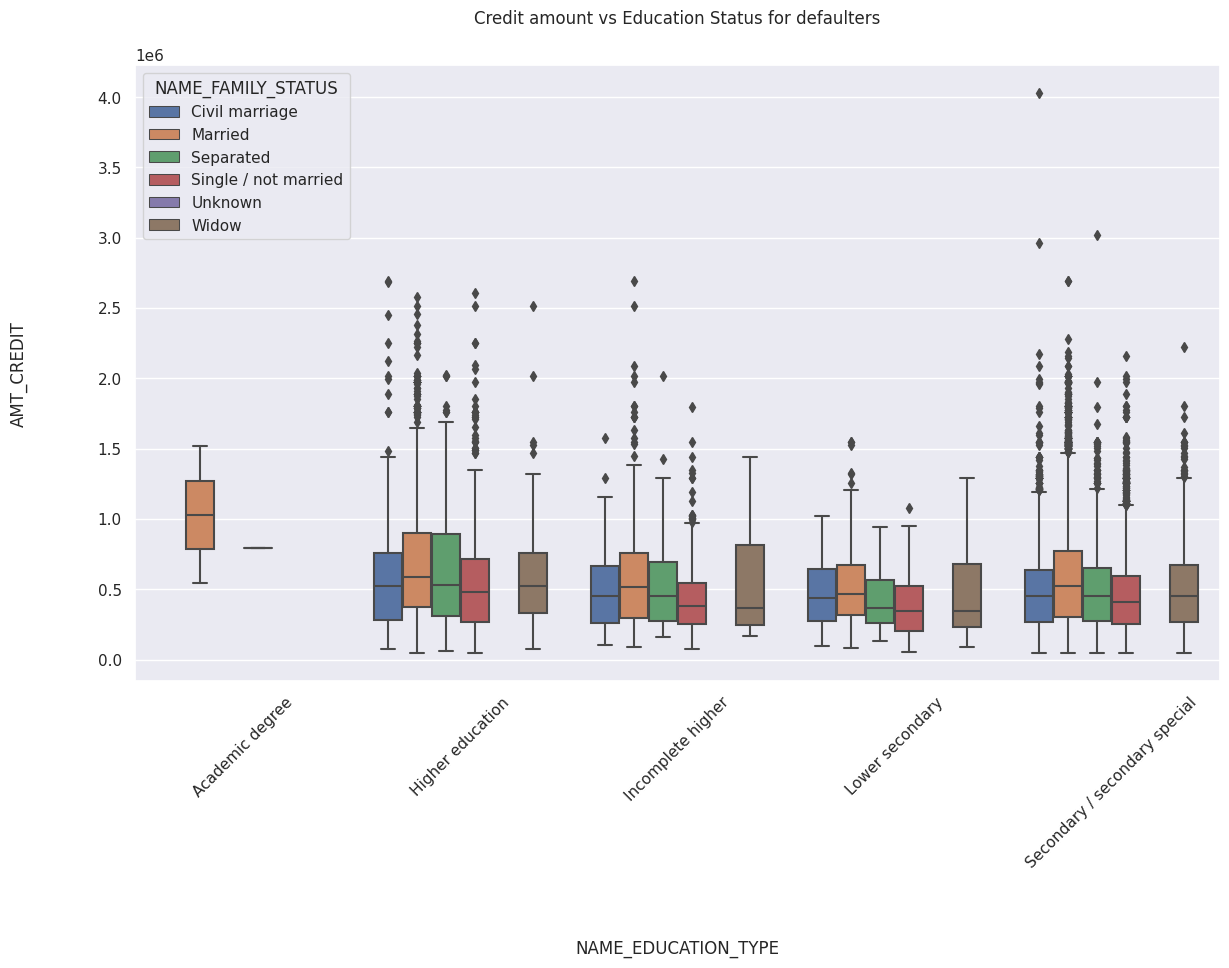 Credit amount vs Education Status for defaulters
1e6
NAME_FAMILY_STATUS
Civil marriage
Married
Separated
Single / not married
Unknown
Widow
4.0
3.5
3.0
2.5
2.0
1.5
1.0
0.5
0.0
AMT_CREDIT
Academic degree
Higher education
Incomplete higher
Lower secondary
Secondary / secondary special
NAME_EDUCATION_TYPE